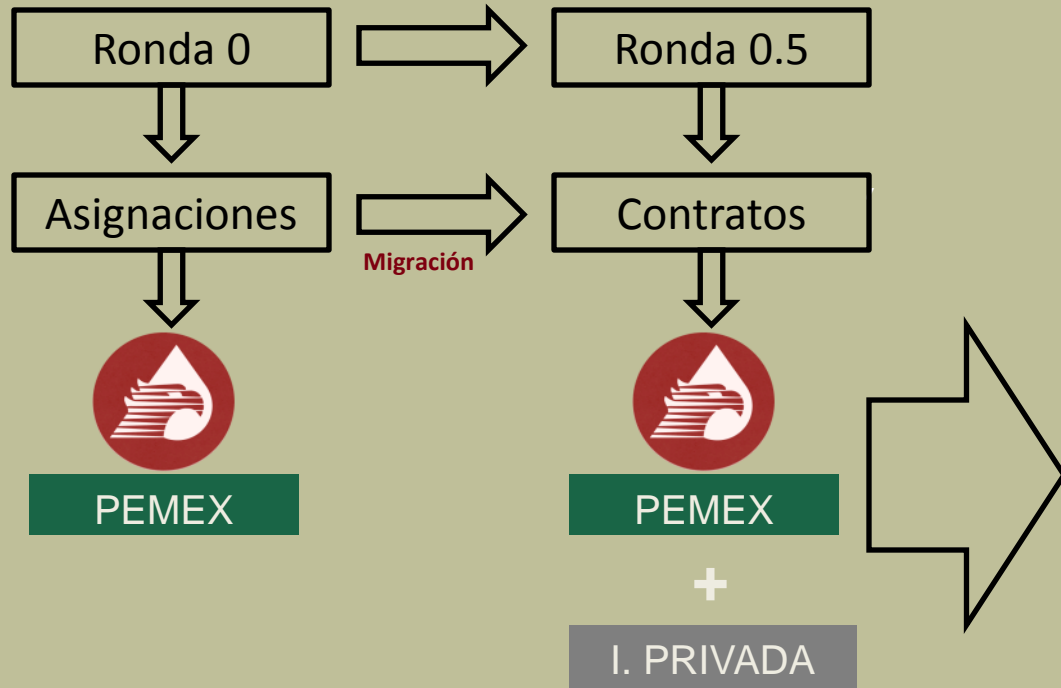 Ronda 0
Ronda 0.5
Asignaciones
Contratos
Migración
PEMEX
PEMEX
+
I. PRIVADA